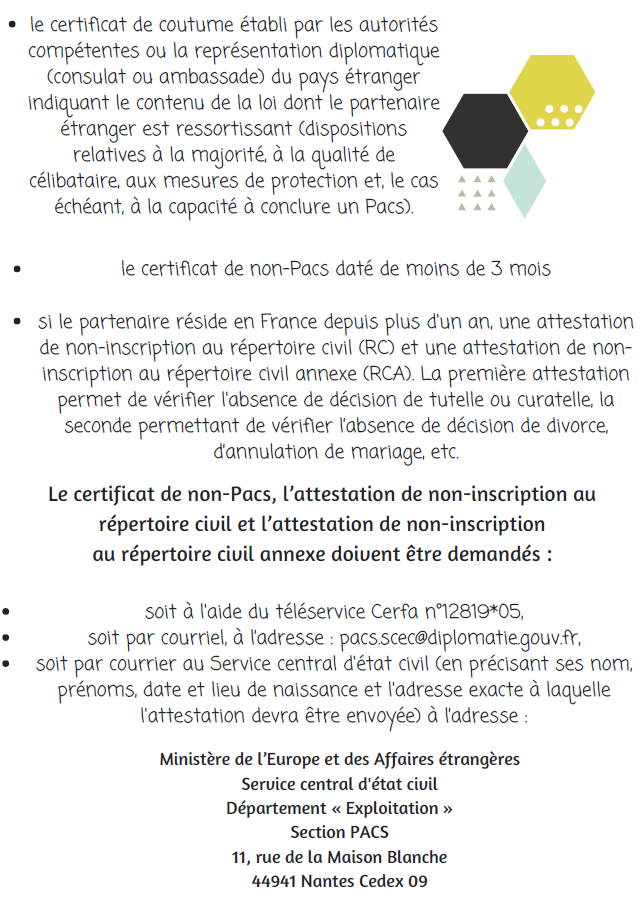 • le certificat de coutume établi par les autorités
compétentes ou la représentation diplomatique
(consulat ou ambassade) du pays étranger
indiquant le contenu de la loi dont le partenaire
étranger est ressortissant (dispositions
relatives à la majorité, à la qualité de
célibataire, aux mesures de protection et, le cas
échéant, à la capacité à conclure un Pacs).
• le certificat de non-Pacs daté de moins de 3 mois
• si le partenaire réside en France depuis plus d'un an, une attestation
de non-inscription au répertoire civil (RC) et une attestation de non-
inscription au répertoire civil annexe (RCA). La première attestation
permet de vérifier l'absence de décision de tutelle ou curatelle, la
seconde permettant de vérifier l'absence de décision de divorce,
d'annulation de mariage, etc.
Le certificat de non-Pacs, l'attestation de non-inscription au
répertoire civil et l'attestation de non-inscription
au répertoire civil annexe doivent être demandés :
• soit à l'aide du téléservice Cerfa n°12819*05,
• soit par courriel, à l'adresse : pacs.scec@diplomatie.gouv.fr,
• soit par courrier au Service central d'état civil (en précisant ses nom,
prénoms, date et lieu de naissance et l'adresse exacte à laquelle
l'attestation devra être envoyée) à l'adresse :
Ministère de l'Europe et des Affaires étrangères
Service central d'état civil
Département « Exploitation »
Section PACS
11, rue de la Maison Blanche
44941 Nantes Cedex 09